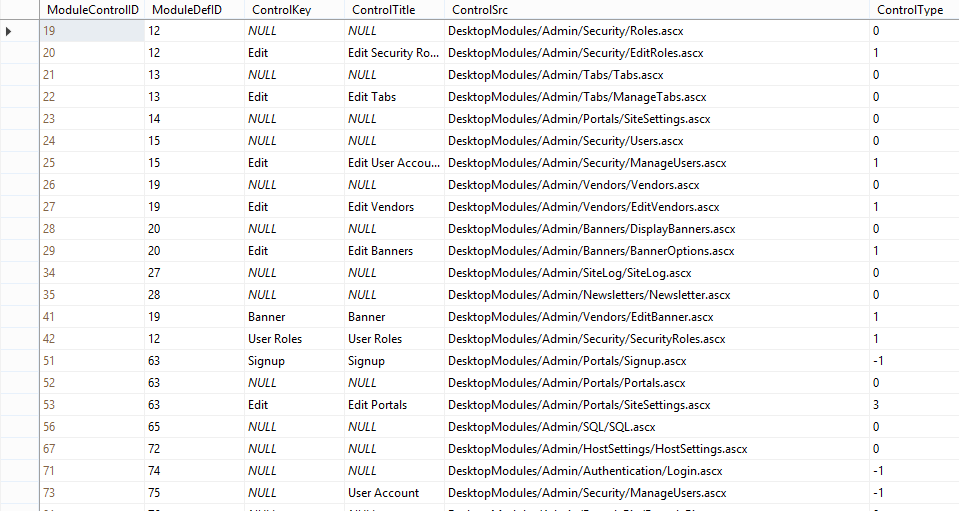 ModuleControlID ModuleDefID ControlKey ControlTitle ControlSrc ControlType
19 12 NULL NULL DesktopModules/Admin/Security/Roles.ascx 0
20 12 Edit Edit Security Ro... DesktopModules/Admin/Security/EditRoles.ascx 1
21 13 NULL NULL DesktopModules/Admin/Tabs/Tabs.ascx 0
22 13 Edit Edit Tabs DesktopModules/Admin/Tabs/ManageTabs.ascx 0
23 14 NULL NULL DesktopModules/Admin/Portals/SiteSettings.ascx 0
24 15 NULL NULL DesktopModules/Admin/Security/Users.ascx 0
25 15 Edit Edit User Accou... DesktopModules/Admin/Security/ManageUsers.ascx 1
26 19 NULL NULL DesktopModules/Admin/Vendors/Vendors.ascx 0
27 19 Edit Edit Vendors DesktopModules/Admin/Vendors/EditVendors.ascx 1
28 20 NULL NULL DesktopModules/Admin/Banners/DisplayBanners.ascx 0
29 20 Edit Edit Banners DesktopModules/Admin/Banners/BannerOptions.ascx 1
34 27 NULL NULL DesktopModules/Admin/SiteLog/SiteLog.ascx 0
35 28 NULL NULL DesktopModules/Admin/Newsletters/Newsletter.ascx 0
41 19 Banner Banner DesktopModules/Admin/Vendors/EditBanner.ascx 1
42 12 User Roles User Roles DesktopModules/Admin/Security/SecurityRoles.ascx 1
51 63 Signup Signup DesktopModules/Admin/Portals/Signup.ascx -1
52 63 NULL NULL DesktopModules/Admin/Portals/Portals.ascx 0
53 63 Edit Edit Portals DesktopModules/Admin/Portals/SiteSettings.ascx 3
56 65 NULL NULL DesktopModules/Admin/SQL/SQL.ascx 0
67 72 NULL NULL DesktopModules/Admin/HostSettings/HostSettings.ascx 0
71 74 NULL NULL DesktopModules/Admin/Authentication/Login.ascx -1
73 75 NULL User Account DesktopModules/Admin/Security/ManageUsers.ascx -1